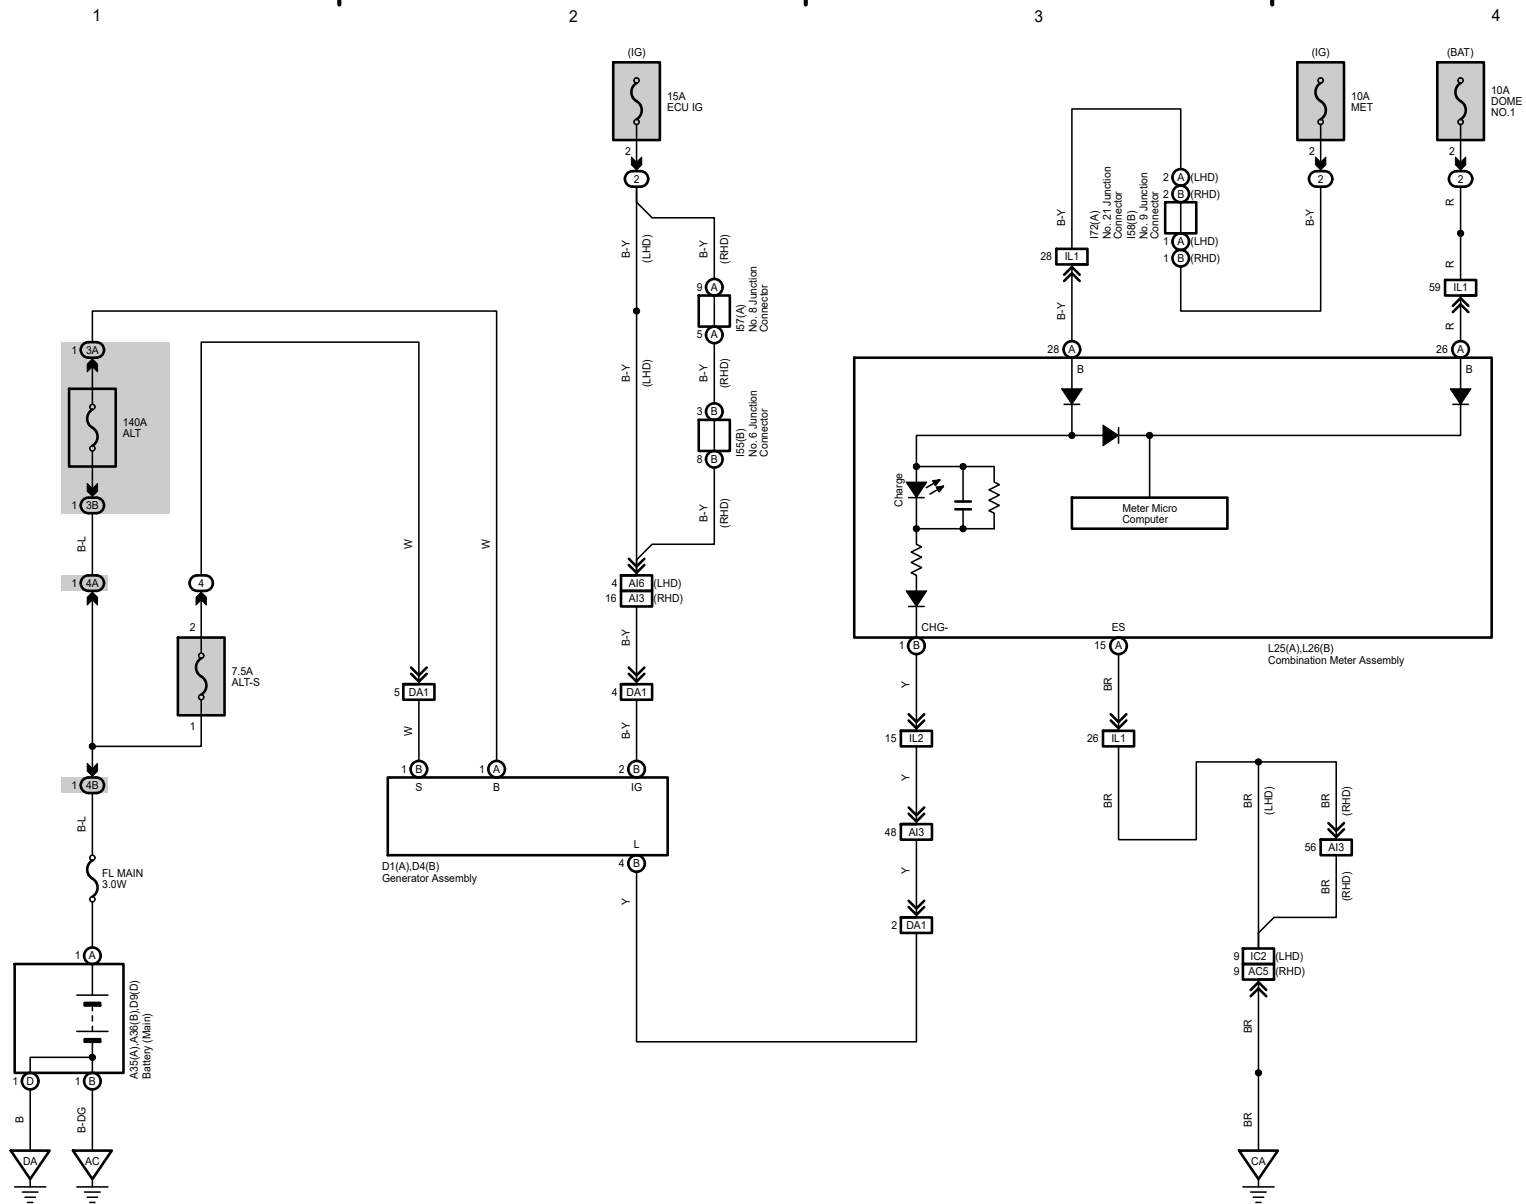 1
2
3
4
(IG)
15A
ECU IG
2
2
(IG)
10A
MET
2
2
(BAT)
10A
DOME
NO.1
2
2
B-Y
(LHD)
B-Y
(RHD)
9 A
I57(A)
No. 8 Junction
Connector
5 A
B-Y
(LHD)
B-Y
(RHD)
3 B
I55(B)
No. 6 Junction
Connector
8 B
B-Y
(RHD)
4 AI6 (LHD)
16 AI3 (RHD)
B-Y
4 DA1
B-Y
B-Y
I72(A)
No. 21 Junction
Connector
I58(B)
No. 9 Junction
Connector
2 A (LHD)
2 B (RHD)
1 A (LHD)
1 B (RHD)
B-Y
28 IL1
B-Y
28 A
R
R
59 IL1
R
26 A
B
B
Charge
Meter Micro
Computer
CHG-
ES
1 B
15 A
L25(A),L26(B)
Combination Meter Assembly
1 3A
140A
ALT
1 3B
B-L
1 4A
4
2
7.5A
ALT-S
1
1 4B
B-L
FL MAIN
3.0W
1 A
A35(A),A36(B),D9(D)
Battery (Main)
1 D
1 B
B
B-DG
DA
AC
W
W
5 DA1
W
1 B
1 A
2 B
S
B
IG
L
D1(A),D4(B)
Generator Assembly
4 B
Y
Y
15 IL2
Y
48 AI3
Y
2 DA1
BR
26 IL1
BR
BR
(LHD)
BR
(RHD)
56 AI3
BR
(RHD)
9 IC2 (LHD)
9 AC5 (RHD)
BR
BR
CA